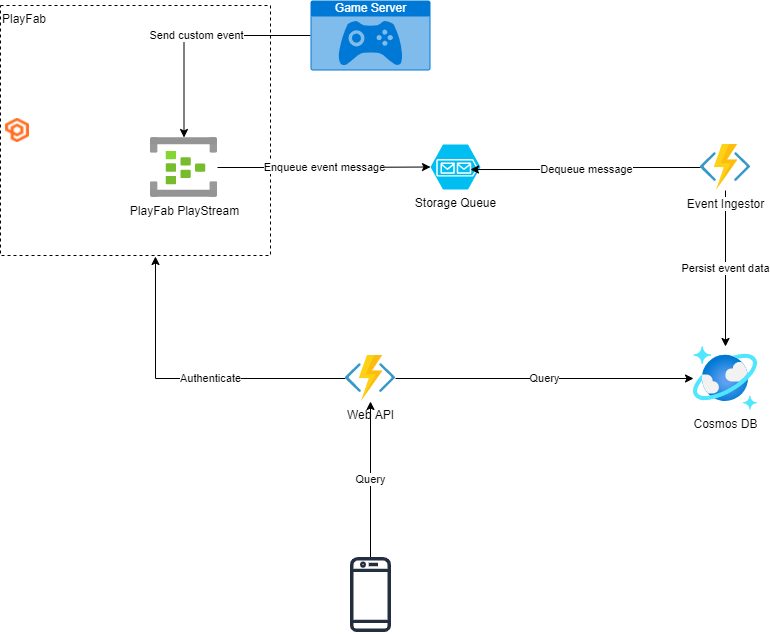 Game Server
PlayFab
Send custom event
Enqueue event message
Dequeue message
PlayFab PlayStream
Storage Queue
Event Ingestor
Persist event data
Authenticate
Query
Web API
Cosmos DB
Query